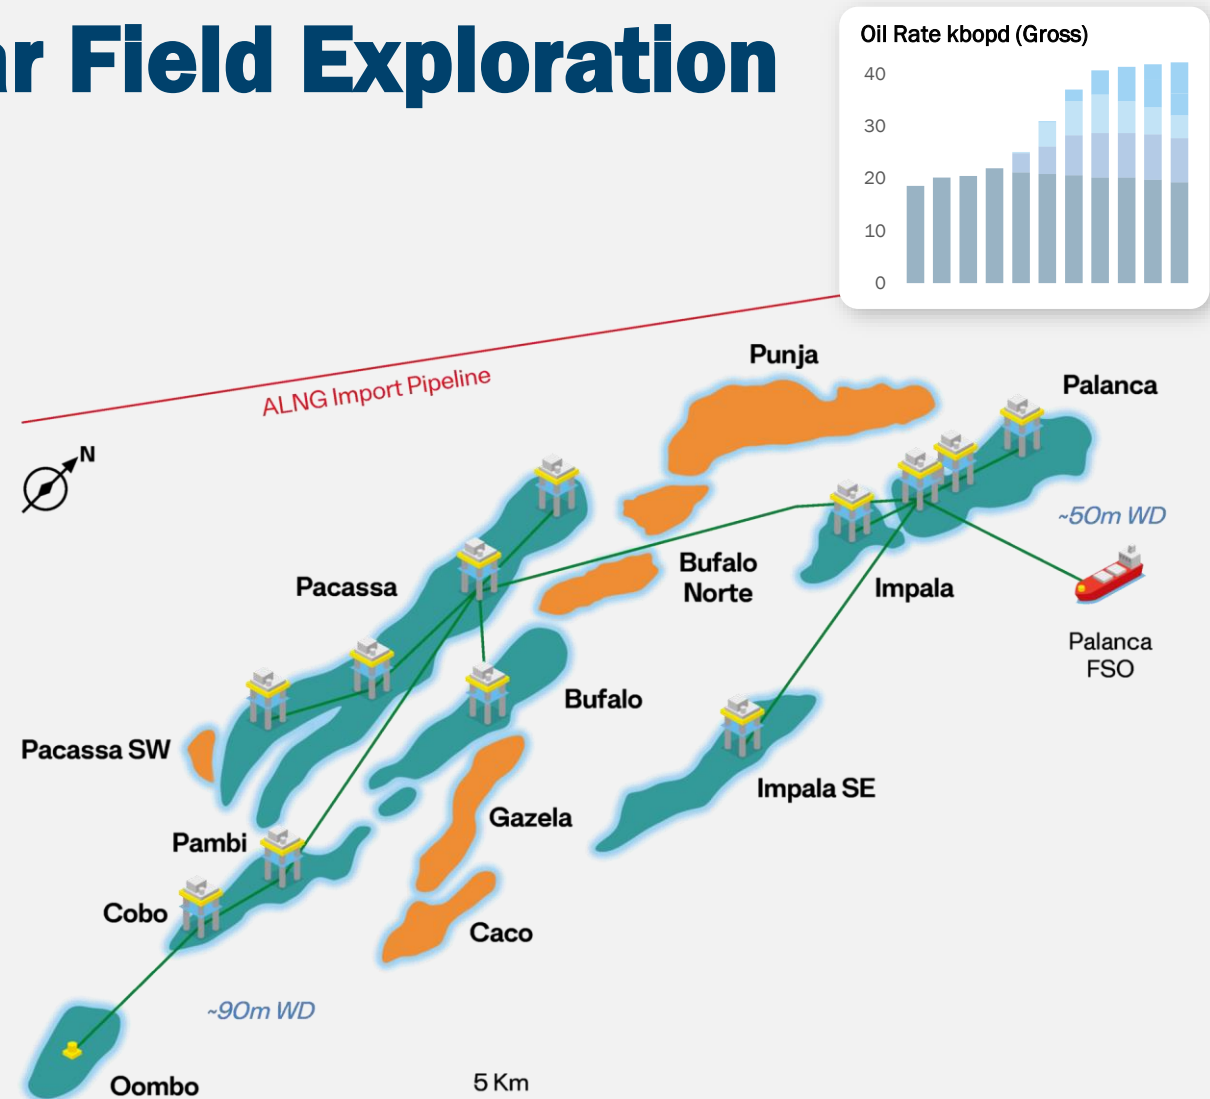 ar Field Exploration
Oil Rate kbopd (Gross)
40
30
20
10
0
ALNG Import Pipeline
N
Punja
Palanca
~50m WD
Pacassa
Bufalo
Norte
Impala
Palanca
FSO
Bufalo
Pacassa SW
Impala SE
Gazela
Pambi
Cobo
Caco
~90m WD
Oombo
5 Km